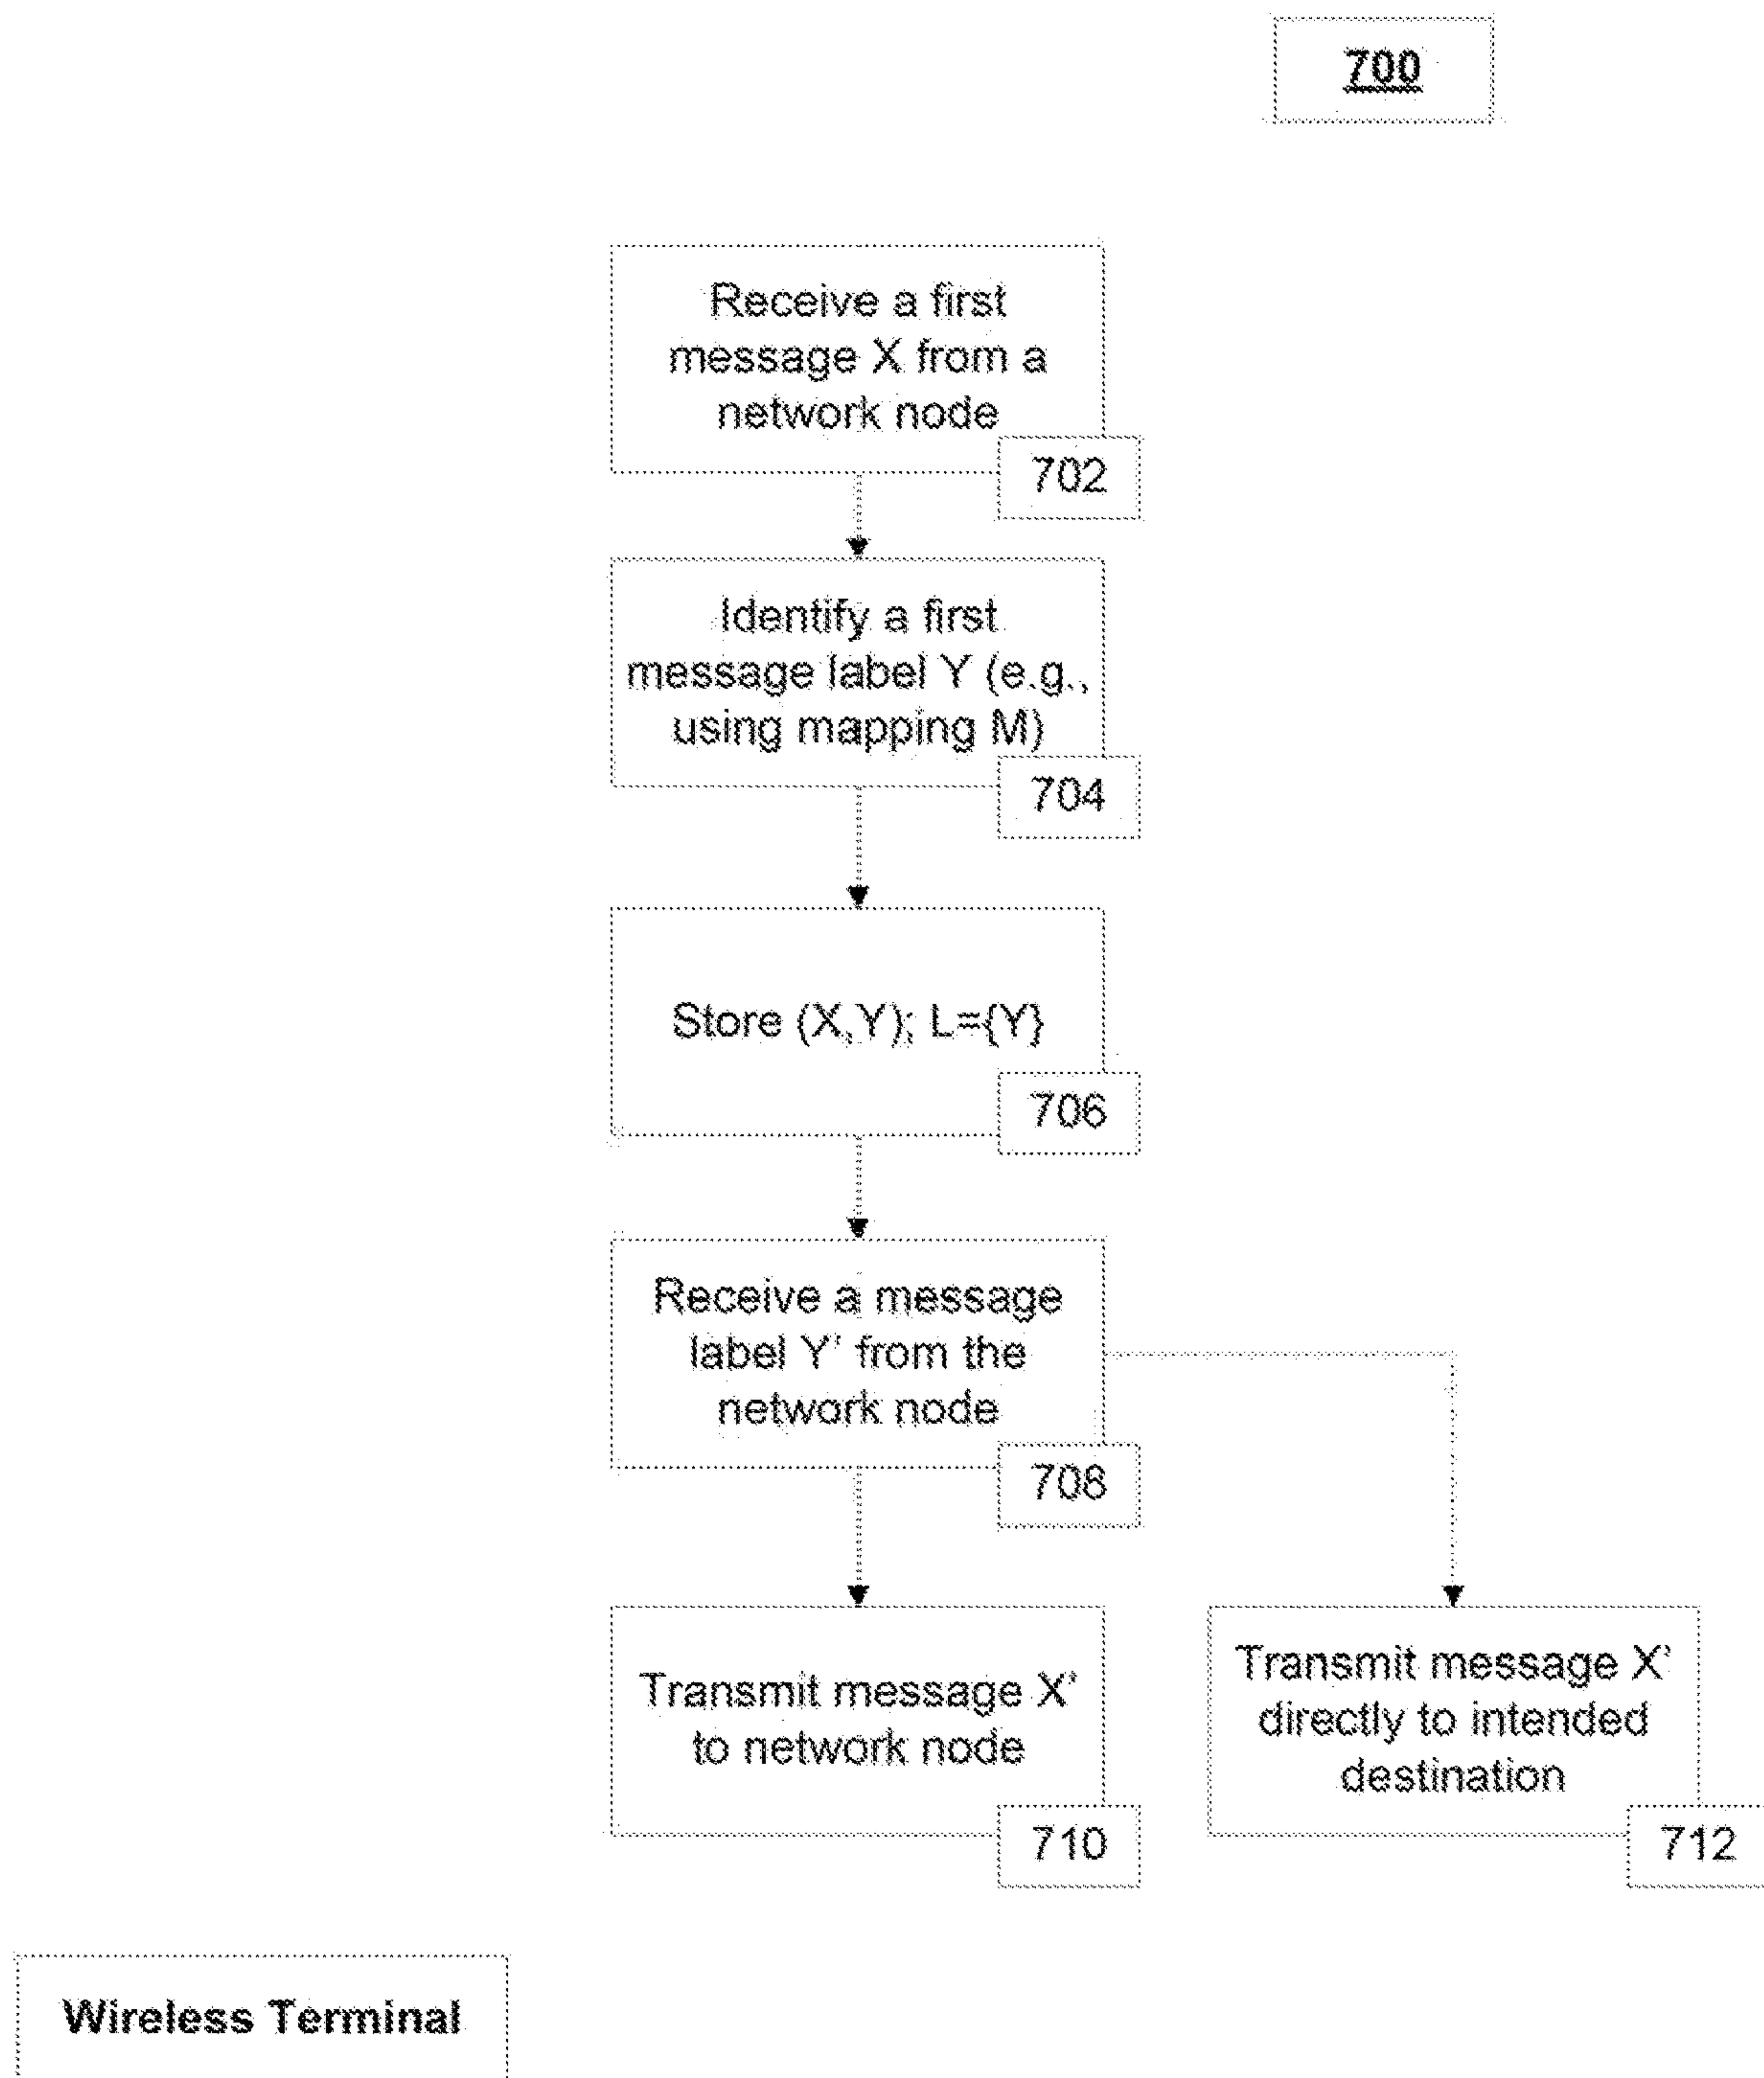 700
Receive a first
message X from a
network node
702
Identify a first
message label Y (e.g.,
using mapping M)
704
Store (X,Y); L={Y}
706
Receive a message
label Y' from the
network node
708
Transmit message X'
to network node
710
Transmit message X'
directly to intended
destination
712
Wireless Terminal